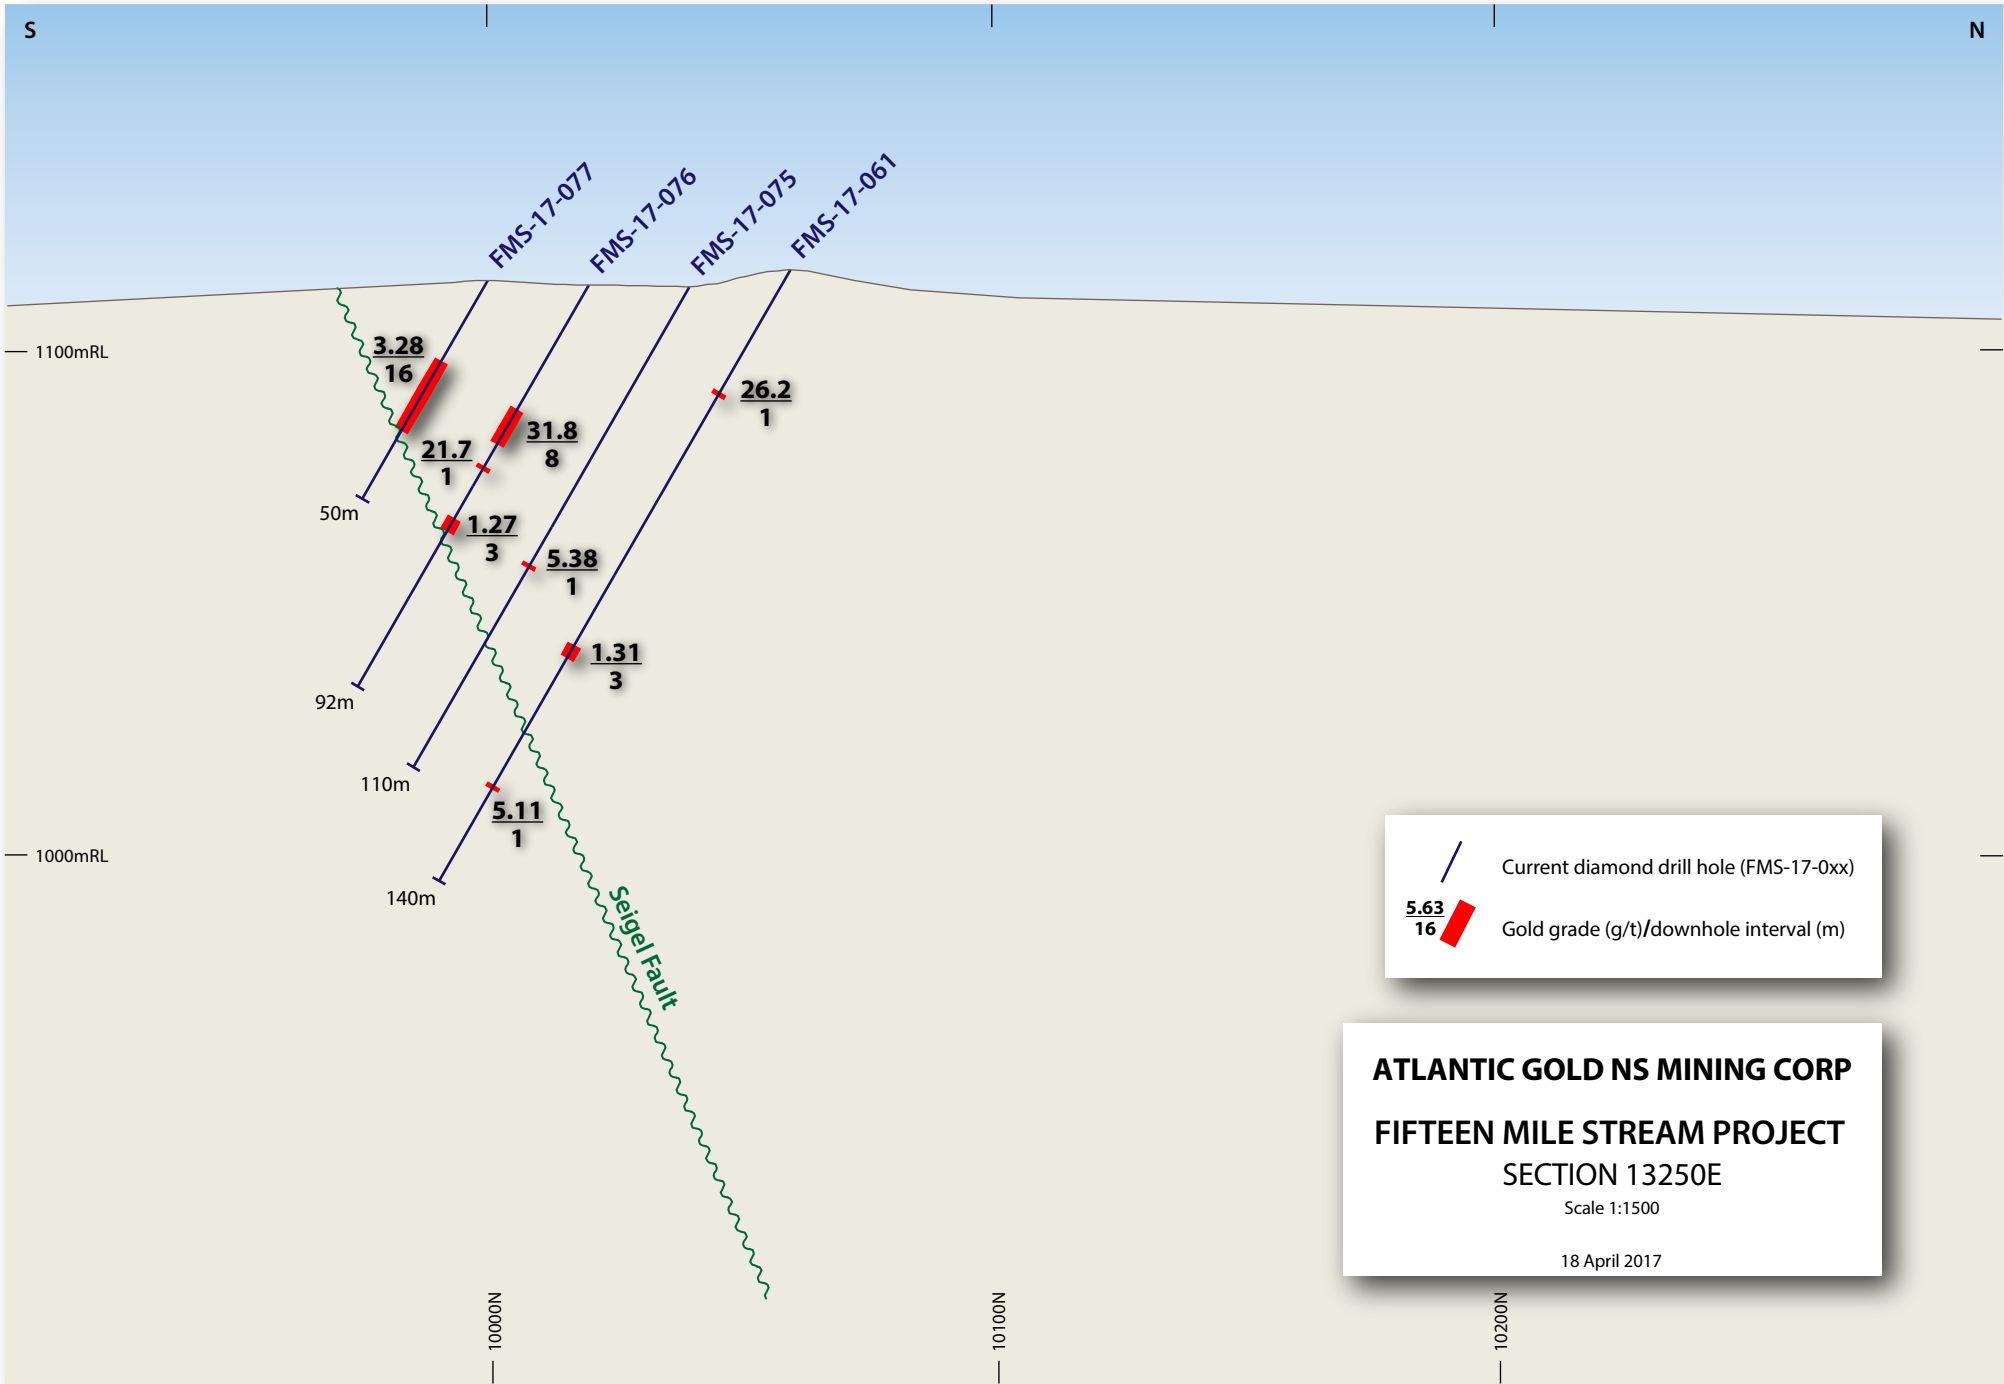 S
N
FMS-17-077
FMS-17-076
FMS-17-075
FMS-17-061
1100mRL
3.28
16
26.2
1
31.8
8
21.7
1
50m
1.27
3
5.38
1
1.31
3
92m
110m
5.11
1
1000mRL
140m
Seigel Fault
Current diamond drill hole (FMS-17-0xx)
5.63
16
Gold grade (g/t)/downhole interval (m)
ATLANTIC GOLD NS MINING CORP
FIFTEEN MILE STREAM PROJECT
SECTION 13250E
Scale 1:1500
18 April 2017
10000N
10100N
10200N